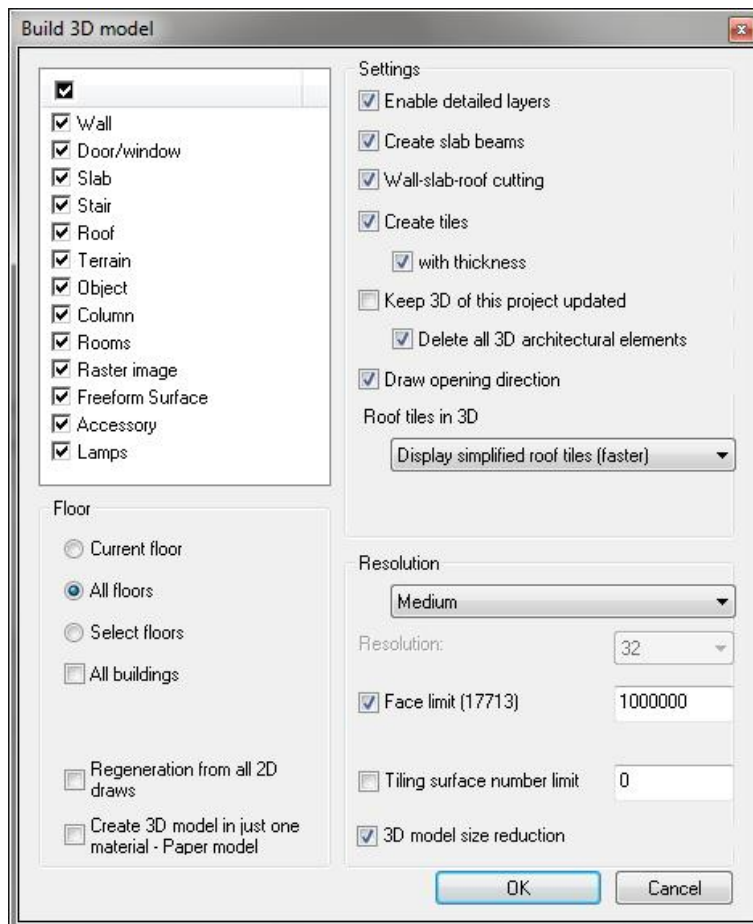 Build 3D model
Wall
Door/window
Slab
Stair
Roof
Terrain
Object
Column
Rooms
Raster image
Freeform Surface
Accessory
Lamps
Floor
Current floor
All floors
Select floors
All buildings
Regeneration from all 2D
draws
Create 3D model in just one
material - Paper model
Settings
Enable detailed layers
Create slab beams
Wall-slab-roof cutting
Create tiles
with thickness
Keep 3D of this project updated
Delete all 3D architectural elements
Draw opening direction
Roof tiles in 3D
Display simplified roof tiles (faster)
Resolution
Medium
Resolution: 32
Face limit (17713) 1000000
Tiling surface number limit 0
3D model size reduction
OK Cancel